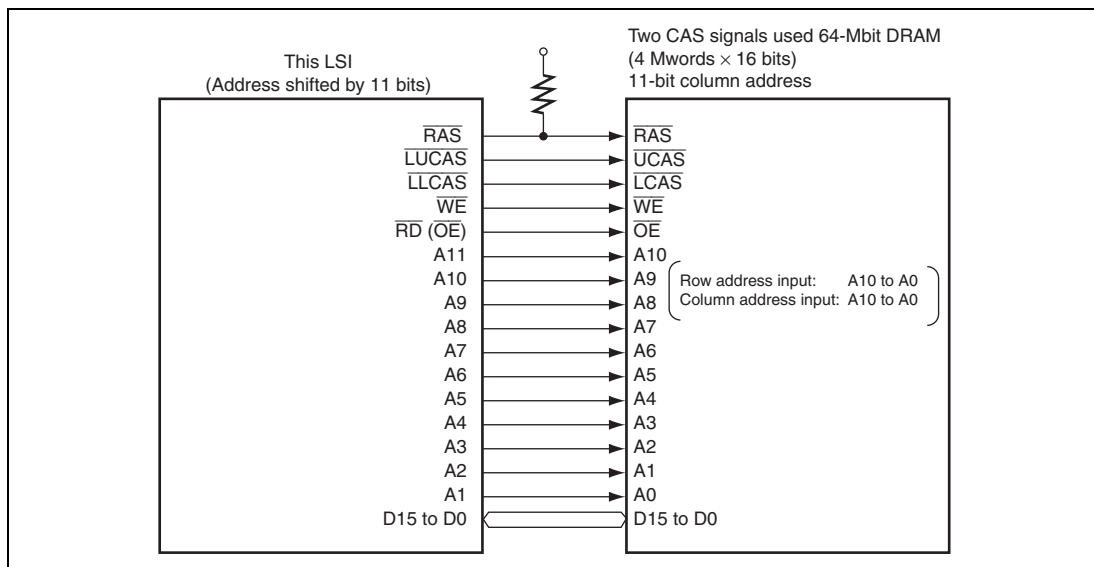 This LSI
(Address shifted by 11 bits)
Two CAS signals used 64-Mbit DRAM
(4 Mwords × 16 bits)
11-bit column address
RAS RAS
LUCAS UCAS
LLCAS LCAS
WE WE
RD (OE) OE
A11 A10
A10 A9
A9 A8
A8 A7
A7 A6
A6 A5
A5 A4
A4 A3
A3 A2
A2 A1
A1 A0
D15 to D0 D15 to D0
Row address input: A10 to A0
Column address input: A10 to A0